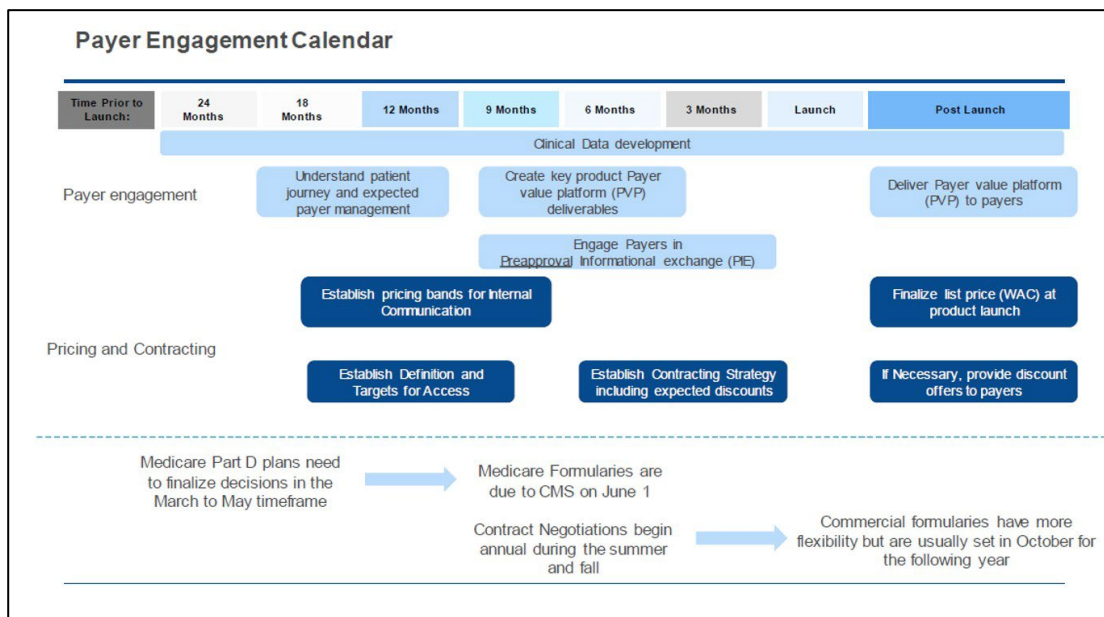 Payer Engagement Calendar
Time Prior to
Launch:
24
Months
18
Months
12 Months
9 Months
6 Months
3 Months
Launch
Post Launch
Clinical Data development
Payer engagement
Understand patient
journey and expected
payer management
Create key product Payer
value platform (PVP)
deliverables
Deliver Payer value platform
(PVP) to payers
Engage Payers in
Preapproval Informational exchange (PIE)
Pricing and Contracting
Establish pricing bands for Internal
Communication
Finalize list price (WAC) at
product launch
Establish Definition and
Targets for Access
Establish Contracting Strategy
including expected discounts
If Necessary, provide discount
offers to payers
Medicare Part D plans need
to finalize decisions in the
March to May timeframe
Medicare Formularies are
due to CMS on June 1
Contract Negotiations begin
annual during the summer
and fall
Commercial formularies have more
flexibility but are usually set in October for
the following year